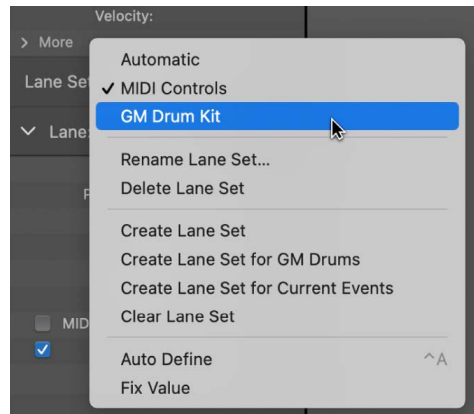 Velocity:
> More
Lane Se
Automatic
✓ MIDI Controls
GM Drum Kit
Lane:
Rename Lane Set...
Delete Lane Set
Create Lane Set
Create Lane Set for GM Drums
Create Lane Set for Current Events
MID
Clear Lane Set
Auto Define ^A
Fix Value